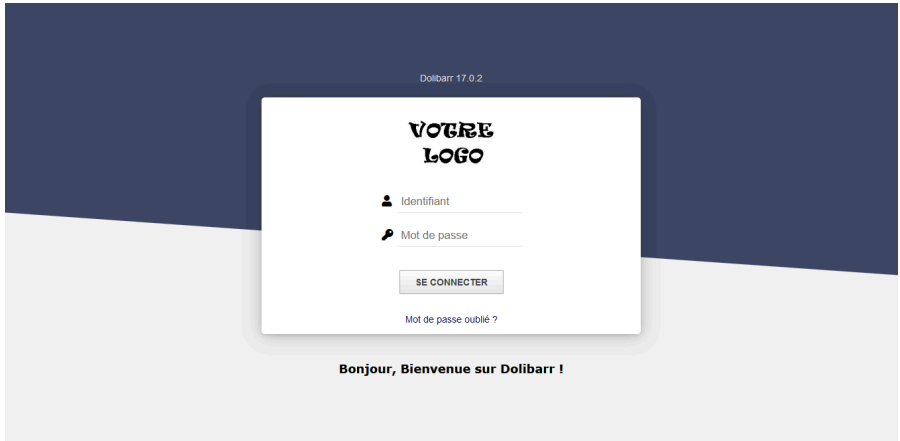 Dolibarr 17.0.2
VOTRE
LOGO
Identifiant
Mot de passe
SE CONNECTER
Mot de passe oublié ?
Bonjour, Bienvenue sur Dolibarr !